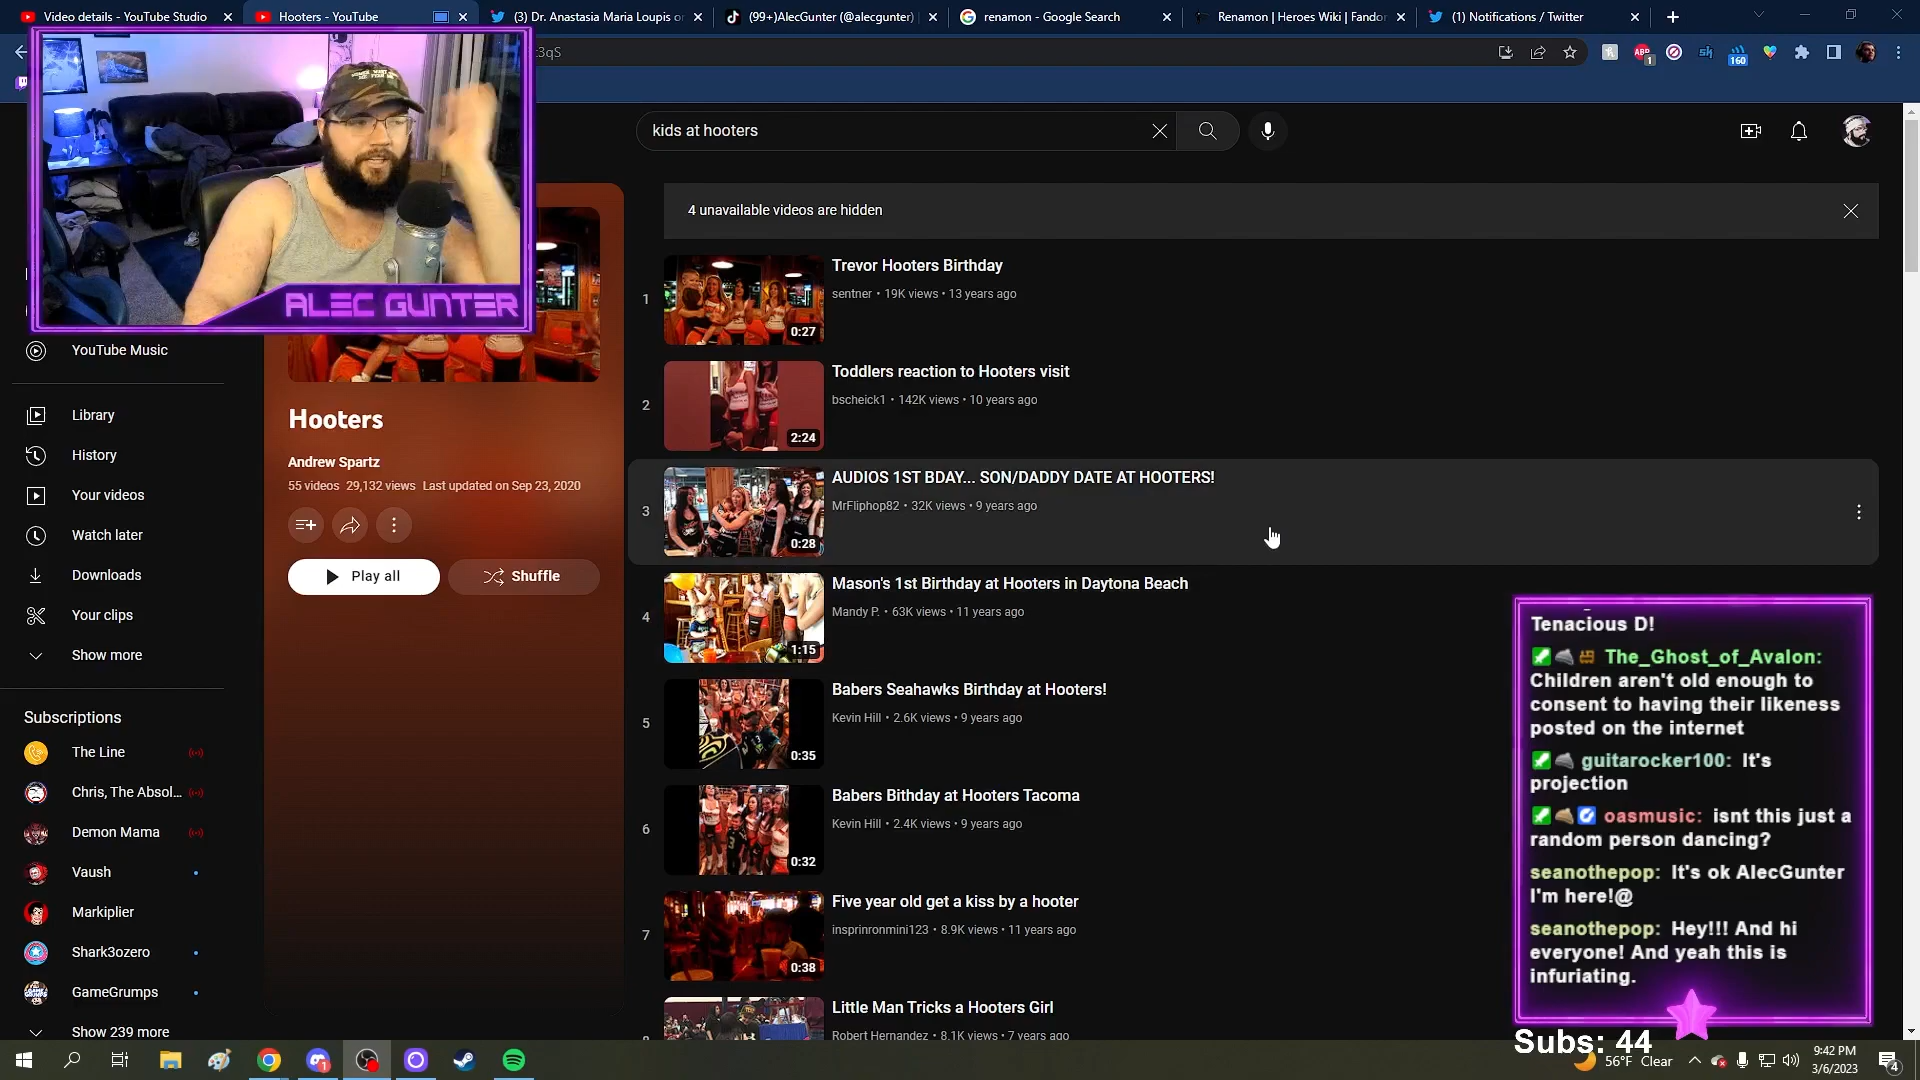 Video details - YouTube Studio
Hooters - YouTube
(3) Dr. Anastasia Maria Loupis or
(99+)AlecGunter (@alecgunter)
renamon - Google Search
Renamon | Heroes Wiki | Fandor
(1) Notifications / Twitter
3qS
ABP
1
sk
160
kids at hooters
ALEC GUNTER
YouTube Music
Library
History
Your videos
Watch later
Downloads
Your clips
Show more
Subscriptions
The Line
Chris, The Absol...
Demon Mama
Vaush
Markiplier
Shark3ozero
GameGrumps
Show 239 more
Hooters
Andrew Spartz
55 videos 29,132 views Last updated on Sep 23, 2020
Play all
Shuffle
4 unavailable videos are hidden
1
0:27
Trevor Hooters Birthday
sentner • 19K views • 13 years ago
2
2:24
Toddlers reaction to Hooters visit
bscheick1 • 142K views • 10 years ago
3
0:28
AUDIOS 1ST BDAY... SON/DADDY DATE AT HOOTERS!
MrFliphop82 • 32K views • 9 years ago
4
1:15
Mason's 1st Birthday at Hooters in Daytona Beach
Mandy P. • 63K views • 11 years ago
5
0:35
Babers Seahawks Birthday at Hooters!
Kevin Hill • 2.6K views • 9 years ago
6
0:32
Babers Bithday at Hooters Tacoma
Kevin Hill • 2.4K views • 9 years ago
7
0:38
Five year old get a kiss by a hooter
insprinronmini123 • 8.9K views • 11 years ago
Little Man Tricks a Hooters Girl
Robert Hernandez • 8.1K views • 7 years ago
Tenacious D!
The_Ghost_of_Avalon:
Children aren't old enough to
consent to having their likeness
posted on the internet
guitarocker100: It's
projection
oasmusic: isnt this just a
random person dancing?
seanothepop: It's ok AlecGunter
I'm here!@
seanothepop: Hey!!! And hi
everyone! And yeah this is
infuriating.
Subs: 44
56°F Clear
9:42 PM
3/6/2023
4